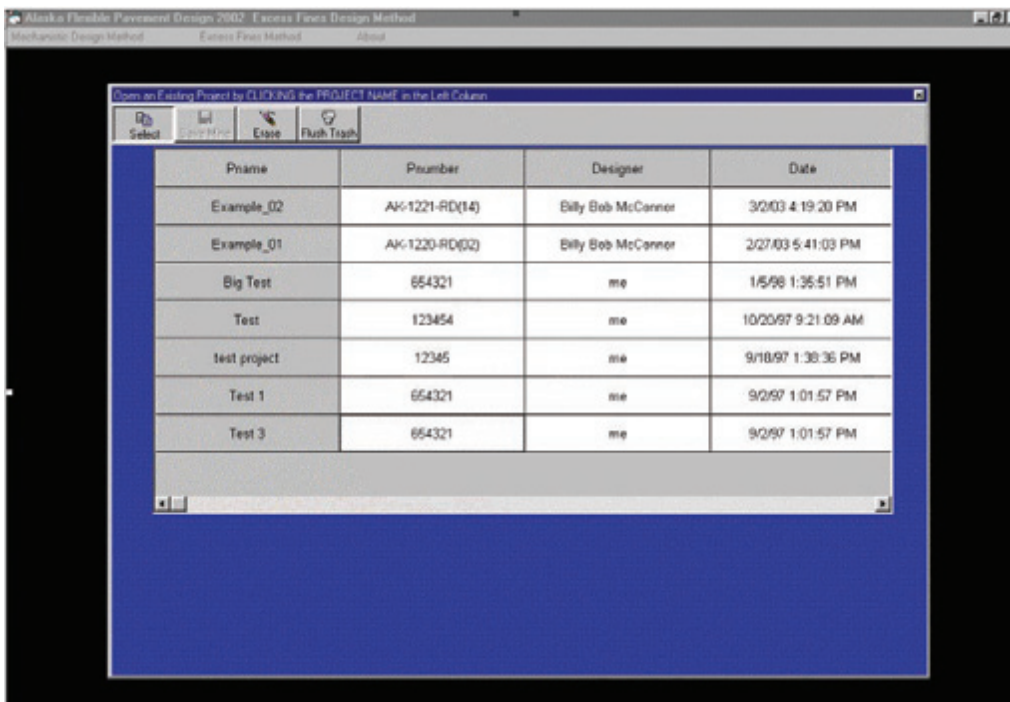 Alaska Flexible Pavement Design 2002 Excess Fines Design Method
Mechanistic Design Method Excess Fines Method About
Open an Existing Project by CLICKING the PROJECT NAME in the Left Column
Select Erase Flush Trash
Pname Pnumber Designer Date
Example_02 AK-1221-RD(14) Billy Bob McConnor 3/2/03 4:19:20 PM
Example_01 AK-1220-RD(02) Billy Bob McConnor 2/27/03 5:41:03 PM
Big Test 654321 me 1/5/98 1:35:51 PM
Test 123454 me 10/20/97 9:21:09 AM
test project 12345 me 9/18/97 1:38:36 PM
Test 1 654321 me 9/2/97 1:01:57 PM
Test 3 654321 me 9/2/97 1:01:57 PM